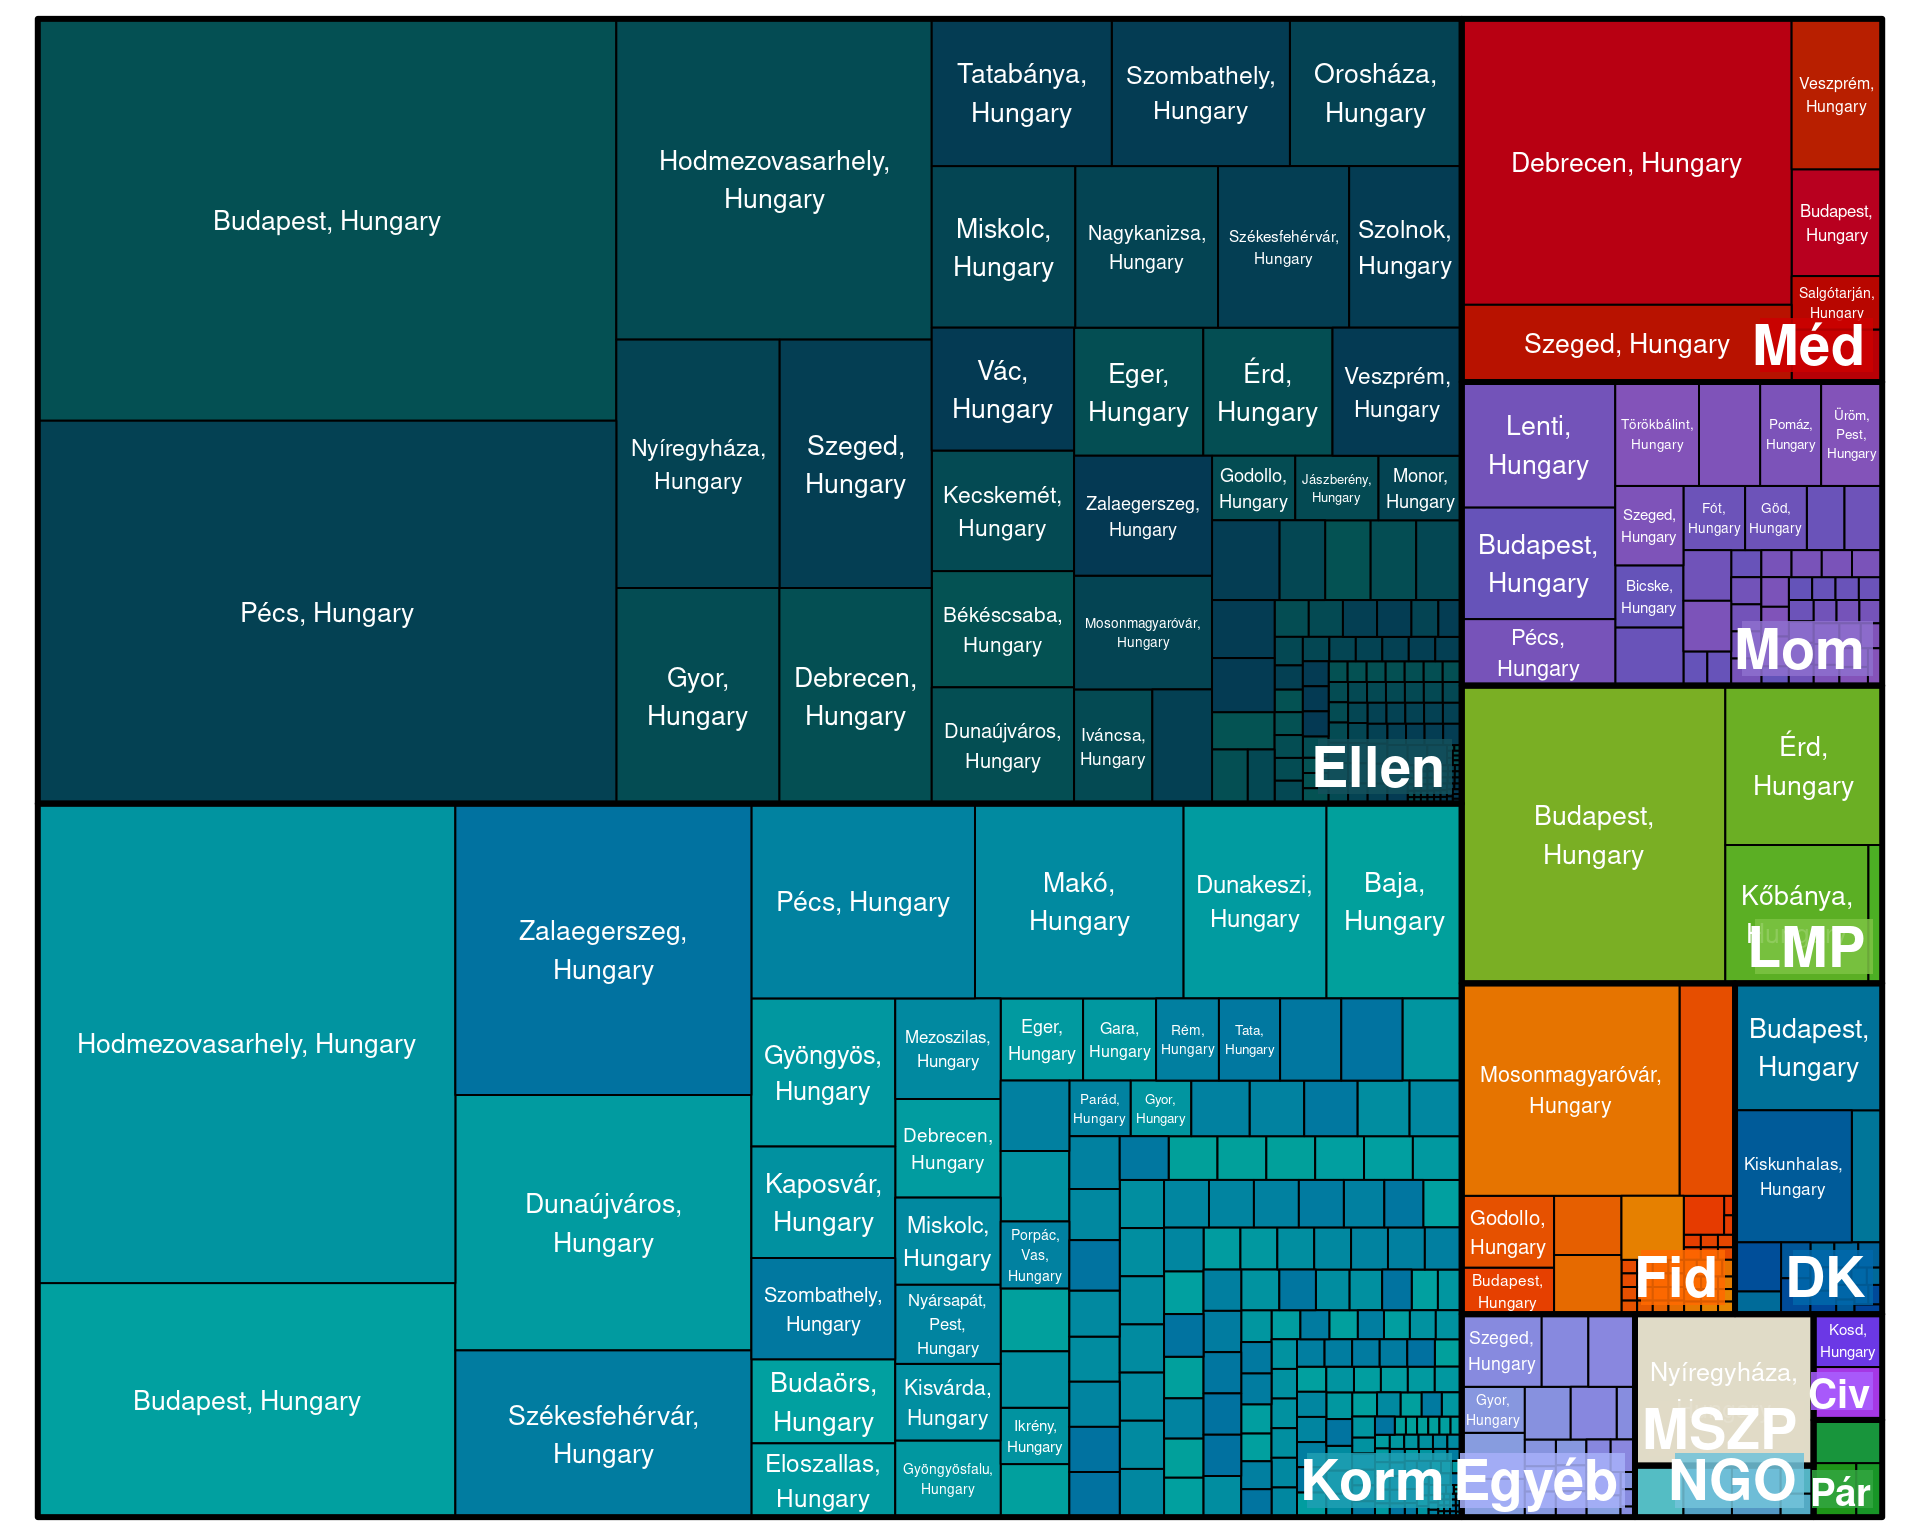 Budapest, Hungary
Pécs, Hungary
Hodmezovasarhely,
Hungary
Nyíregyháza,
Hungary
Szeged,
Hungary
Gyor,
Hungary
Debrecen,
Hungary
Tatabánya,
Hungary
Szombathely,
Hungary
Orosháza,
Hungary
Miskolc,
Hungary
Nagykanizsa,
Hungary
Székesfehérvár,
Hungary
Szolnok,
Hungary
Vác,
Hungary
Eger,
Hungary
Érd,
Hungary
Veszprém,
Hungary
Kecskemét,
Hungary
Zalaegerszeg,
Hungary
Godollo,
Hungary
Jászberény,
Hungary
Monor,
Hungary
Békéscsaba,
Hungary
Mosonmagyaróvár,
Hungary
Dunaújváros,
Hungary
Iváncsa,
Hungary
Ellen
Debrecen, Hungary
Veszprém,
Hungary
Budapest,
Hungary
Salgótarján,
Hungary
Szeged, Hungary
Méd
Lenti,
Hungary
Törökbálint,
Hungary
Pomáz,
Hungary
Üröm,
Pest,
Hungary
Budapest,
Hungary
Szeged,
Hungary
Fót,
Hungary
Göd,
Hungary
Bicske,
Hungary
Pécs,
Hungary
Mom
Budapest,
Hungary
Érd,
Hungary
Kőbánya,
LMP
Hodmezovasarhely, Hungary
Budapest, Hungary
Zalaegerszeg,
Hungary
Dunaújváros,
Hungary
Székesfehérvár,
Hungary
Pécs, Hungary
Makó,
Hungary
Dunakeszi,
Hungary
Baja,
Hungary
Gyöngyös,
Hungary
Kaposvár,
Hungary
Szombathely,
Hungary
Budaörs,
Hungary
Eloszallas,
Hungary
Mezoszilas,
Hungary
Debrecen,
Hungary
Miskolc,
Hungary
Nyársapát,
Pest,
Hungary
Kisvárda,
Hungary
Gyöngyösfalu,
Hungary
Eger,
Hungary
Gara,
Hungary
Rém,
Hungary
Tata,
Hungary
Parád,
Hungary
Gyor,
Hungary
Porpác,
Vas,
Hungary
Ikrény,
Hungary
Korm
Mosonmagyaróvár,
Hungary
Godollo,
Hungary
Budapest,
Hungary
Fid
Budapest,
Hungary
Kiskunhalas,
Hungary
DK
Szeged,
Hungary
Gyor,
Hungary
Egyéb
Nyíregyháza,
MSZP
NGO
Kosd,
Hungary
Civ
Pár